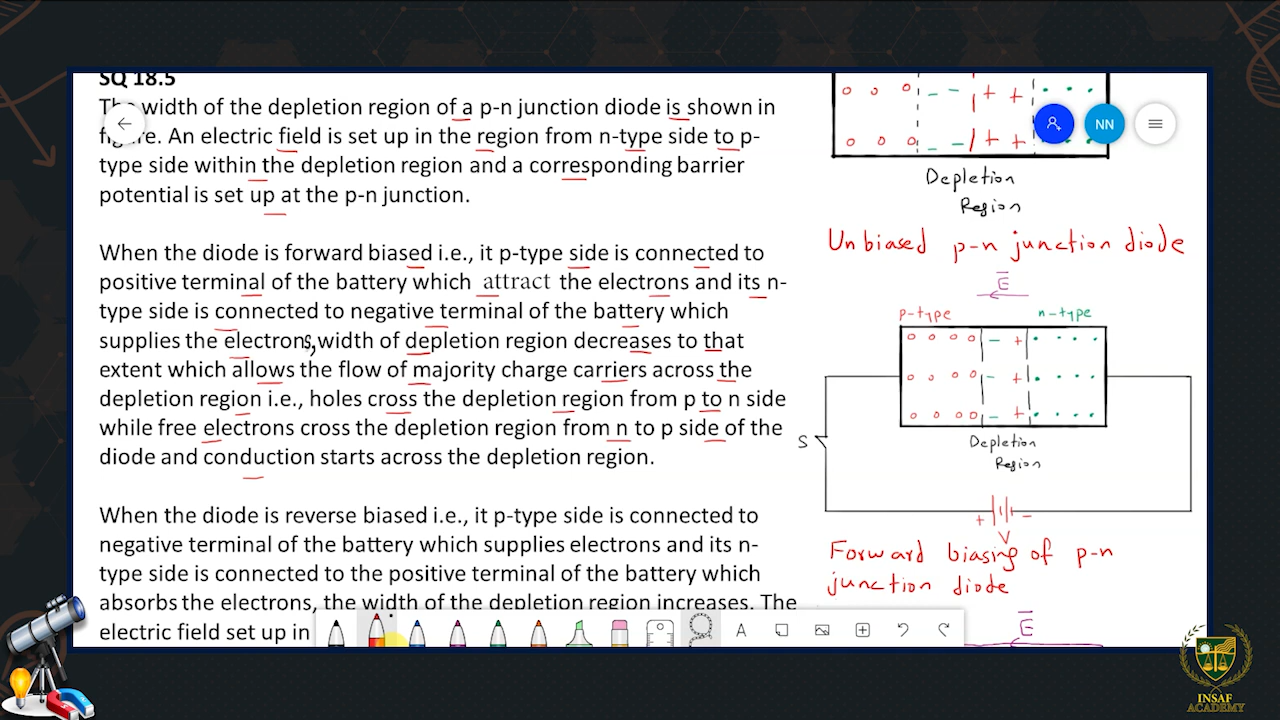 SQ 18.5
The width of the depletion region of a p-n junction diode is shown in
figure. An electric field is set up in the region from n-type side to p-
type side within the depletion region and a corresponding barrier
potential is set up at the p-n junction.
When the diode is forward biased i.e., it p-type side is connected to
positive terminal of the battery which attract the electrons and its n-
type side is connected to negative terminal of the battery which
supplies the electrons, width of depletion region decreases to that
extent which allows the flow of majority charge carriers across the
depletion region i.e., holes cross the depletion region from p to n side
while free electrons cross the depletion region from n to p side of the
diode and conduction starts across the depletion region.
When the diode is reverse biased i.e., it p-type side is connected to
negative terminal of the battery which supplies electrons and its n-
type side is connected to the positive terminal of the battery which
absorbs the electrons, the width of the depletion region increases. The
electric field set up in
NN
Depletion
Region
Unbiased p-n junction diode
E
p-type n-type
S
Depletion
Region
+ -
V
Forward biasing of p-n
junction diode
E
A
INSAF
ACADEMY